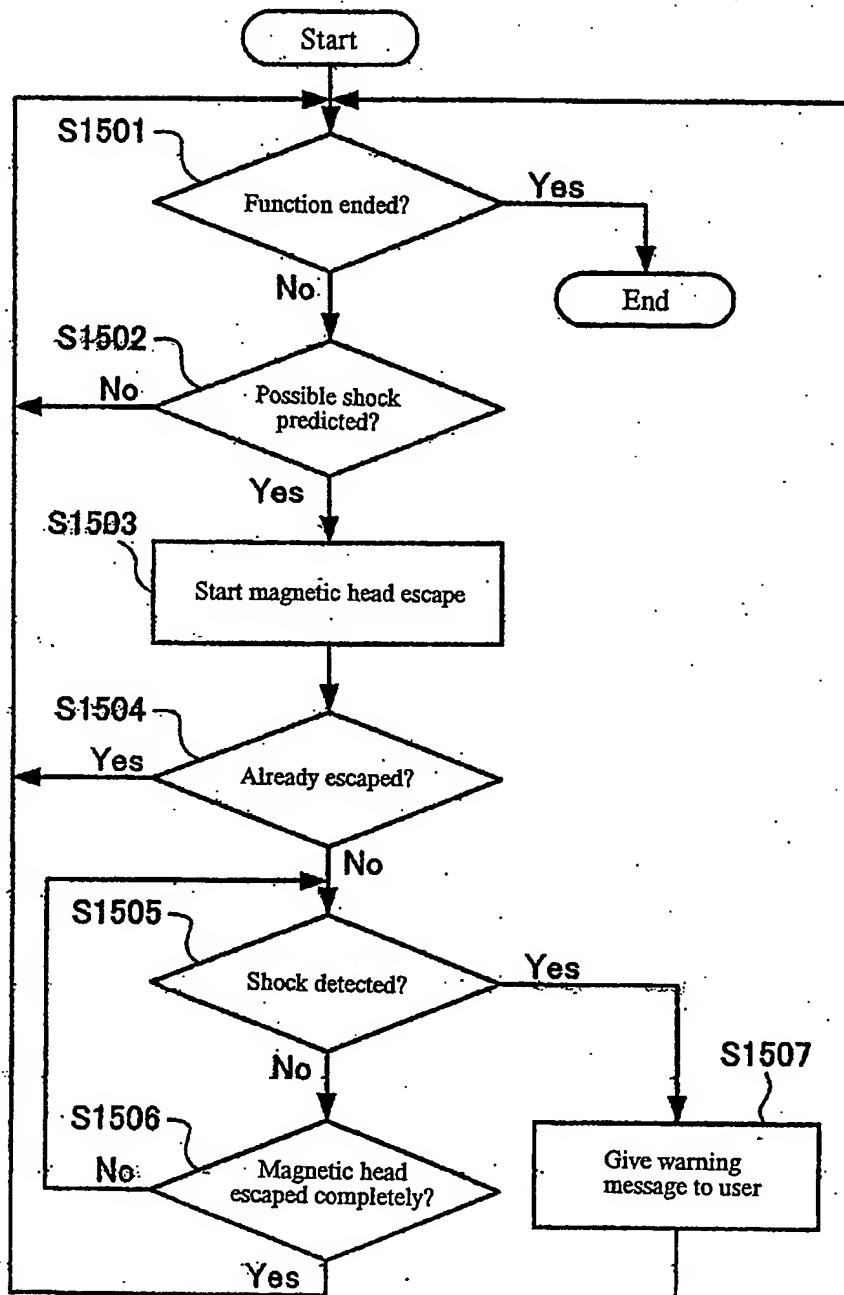 Start
S1501
Function ended?
Yes
No
End
S1502
No
Possible shock
predicted?
Yes
S1503
Start magnetic head escape
S1504
Yes
Already escaped?
No
S1505
Shock detected?
Yes
No
S1507
S1506
No
Magnetic head
escaped completely?
Give warning
message to user
Yes